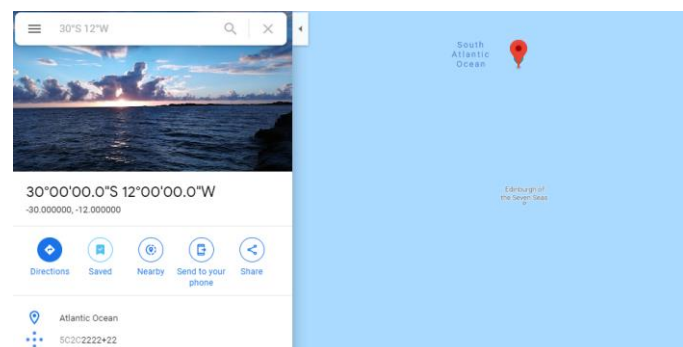 30°S 12°W
30°00'00.0"S 12°00'00.0"W
-30.000000, -12.000000
Directions
Saved
Nearby
Send to your
phone
Share
Atlantic Ocean
5C2C2222+22
South
Atlantic
Ocean
Edinburgh of
the Seven Seas